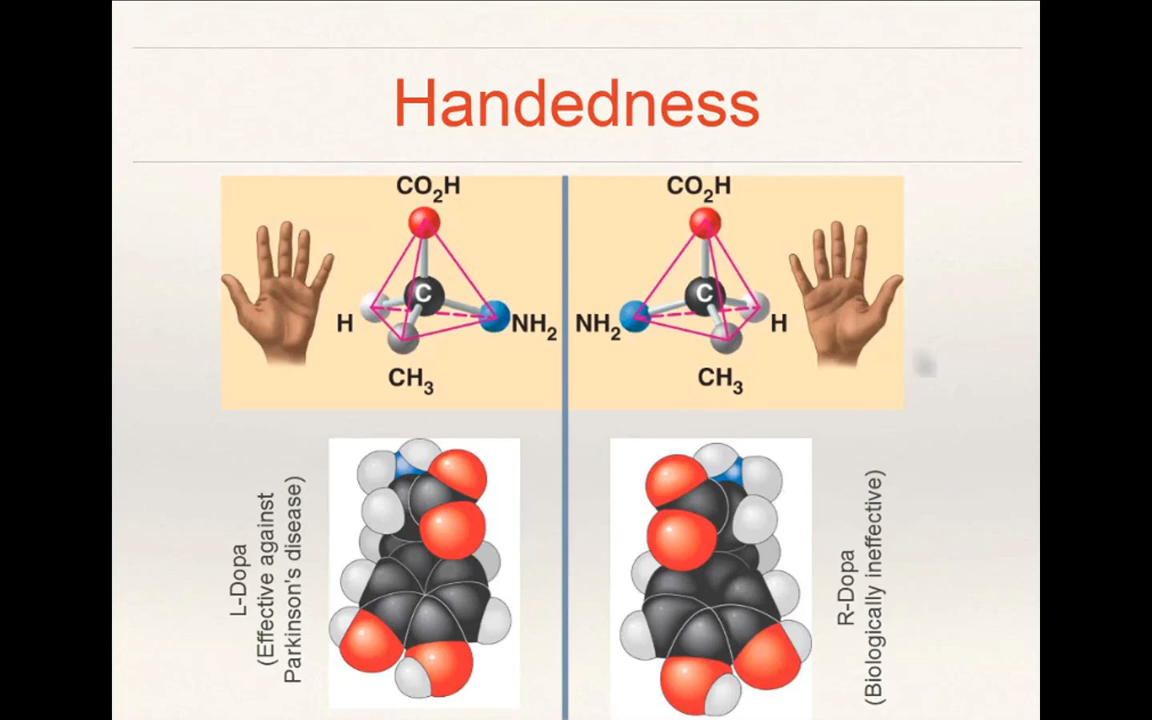 Handedness
CO₂H
C
H
NH₂
CH₃
CO₂H
C
NH₂
H
CH₃
L-Dopa
(Effective against
Parkinson's disease)
R-Dopa
(Biologically ineffective)